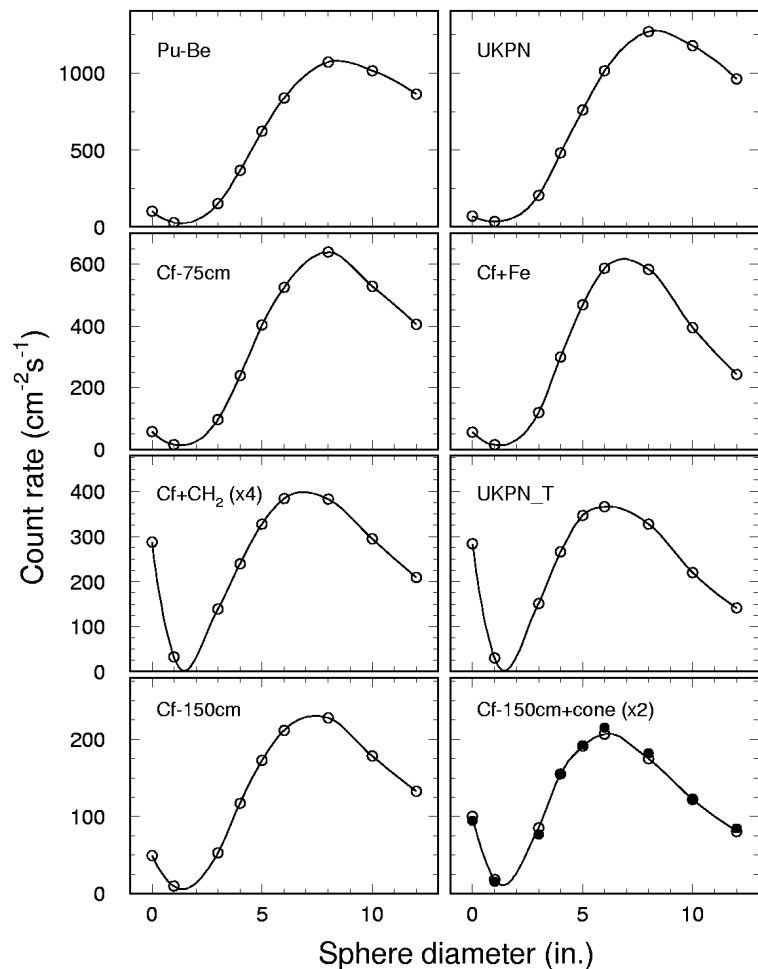 Pu-Be
UKPN
1000
500
0
Cf-75cm
Cf+Fe
600
400
200
0
Count rate (cm⁻²s⁻¹)
Cf+CH₂ (x4)
UKPN_T
400
300
200
100
0
Cf-150cm
Cf-150cm+cone (x2)
200
100
0
0 5 10 0 5 10
Sphere diameter (in.)